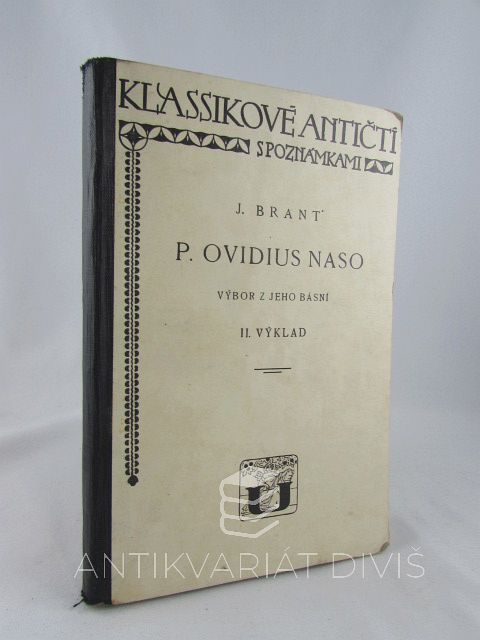 KLASSIKOVÉ ANTIČTÍ
S POZNÁMKAMI
J. BRANT
P. OVIDIUS NASO
VÝBOR Z JEHO BÁSNÍ
II. VÝKLAD
U
ANTIKVARIÁT DIVIŠ